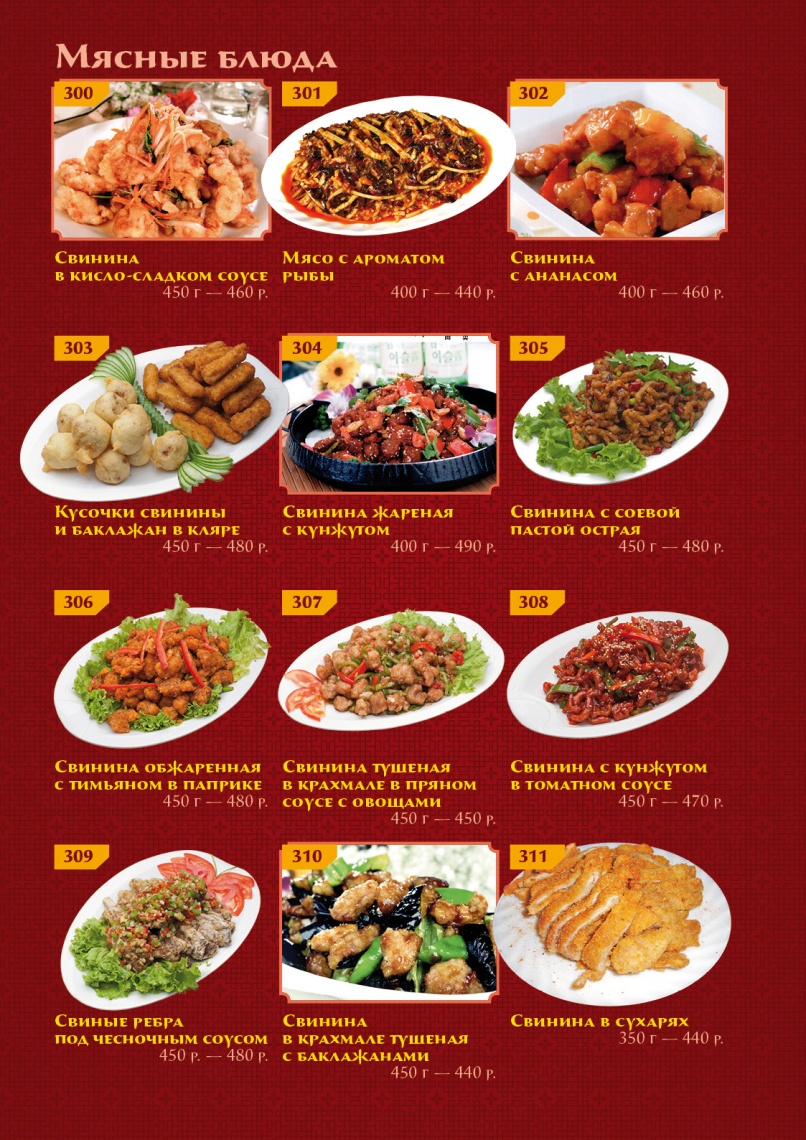 Мясные блюда
300
301
302
Свинина
в кисло-сладком соусе
450 г — 460 р.
Мясо с ароматом
рыбы
400 г — 440 р.
Свинина
с ананасом
400 г — 460 р.
303
304
305
Кусочки свинины
и баклажан в кляре
450 г — 480 р.
Свинина жареная
с кунжутом
400 г — 490 р.
Свинина с соевой
пастой острая
450 г — 480 р.
306
307
308
Свинина обжаренная
с тимьяном в паприке
450 г — 480 р.
Свинина тушеная
в крахмале в пряном
соусе с овощами
450 г — 450 р.
Свинина с кунжутом
в томатном соусе
450 г — 470 р.
309
310
311
Свиные ребра
под чесночным соусом
450 р. — 480 р.
Свинина
в крахмале тушеная
с баклажанами
450 г — 440 р.
Свинина в сухарях
350 г — 440 р.